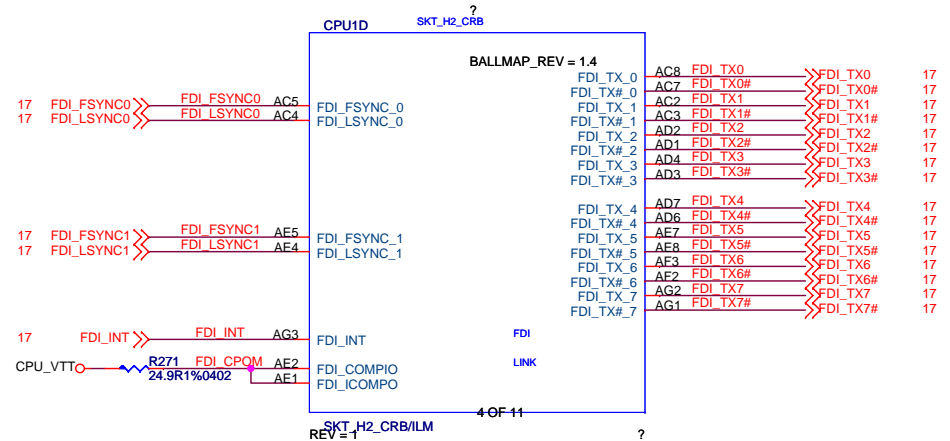 ?
CPU1D SKT_H2_CRB
BALLMAP_REV = 1.4
17 FDI_FSYNC0 FDI_FSYNC0 AC5 FDI_FSYNC_0
17 FDI_LSYNC0 FDI_LSYNC0 AC4 FDI_LSYNC_0
17 FDI_FSYNC1 FDI_FSYNC1 AE5 FDI_FSYNC_1
17 FDI_LSYNC1 FDI_LSYNC1 AE4 FDI_LSYNC_1
17 FDI_INT FDI_INT AG3 FDI_INT
CPU_VTT R271 FDI_CPOM AE2 FDI_COMPIO
24.9R1%0402 AE1 FDI_ICOMPO
FDI_TX_0 AC8 FDI_TX0 FDI_TX0 17
FDI_TX#_0 AC7 FDI_TX0# FDI_TX0# 17
FDI_TX_1 AC2 FDI_TX1 FDI_TX1 17
FDI_TX#_1 AC3 FDI_TX1# FDI_TX1# 17
FDI_TX_2 AD2 FDI_TX2 FDI_TX2 17
FDI_TX#_2 AD1 FDI_TX2# FDI_TX2# 17
FDI_TX_3 AD4 FDI_TX3 FDI_TX3 17
FDI_TX#_3 AD3 FDI_TX3# FDI_TX3# 17
FDI_TX_4 AD7 FDI_TX4 FDI_TX4 17
FDI_TX#_4 AD6 FDI_TX4# FDI_TX4# 17
FDI_TX_5 AE7 FDI_TX5 FDI_TX5 17
FDI_TX#_5 AE8 FDI_TX5# FDI_TX5# 17
FDI_TX_6 AF3 FDI_TX6 FDI_TX6 17
FDI_TX#_6 AF2 FDI_TX6# FDI_TX6# 17
FDI_TX_7 AG2 FDI_TX7 FDI_TX7 17
FDI_TX#_7 AG1 FDI_TX7# FDI_TX7# 17
FDI
LINK
4 OF 11
SKT_H2_CRB/ILM
REV = 1 ?